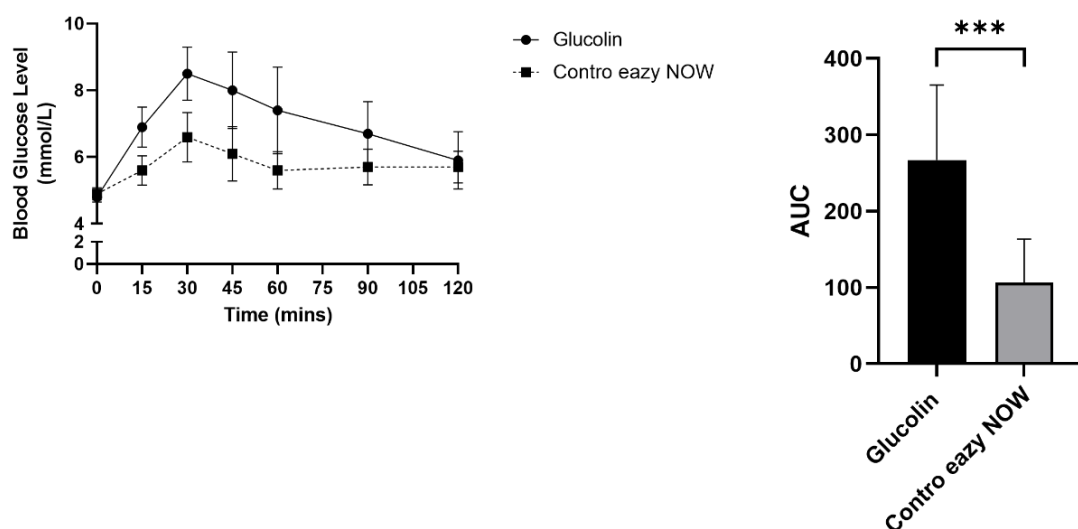 Blood Glucose Level
(mmol/L)
10
8
6
4
2
0
0 15 30 45 60 75 90 105 120
Time (mins)
Glucolin
Contro eazy NOW
***
AUC
400
300
200
100
0
Glucolin
Contro eazy NOW